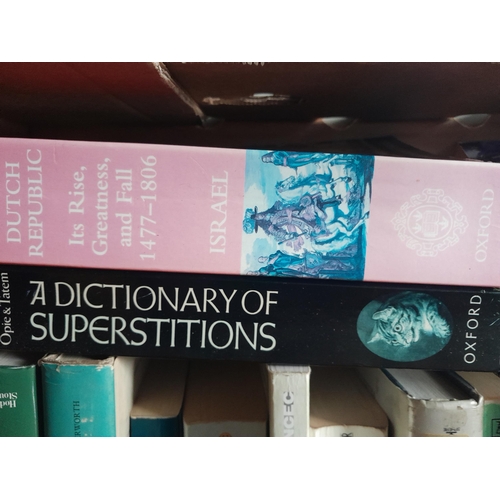 DUTCH
REPUBLIC
Its Rise,
Greatness,
and Fall
1477-1806
ISRAEL
OXFORD
Opie & Tatem
A DICTIONARY OF
SUPERSTITIONS
OXFORD